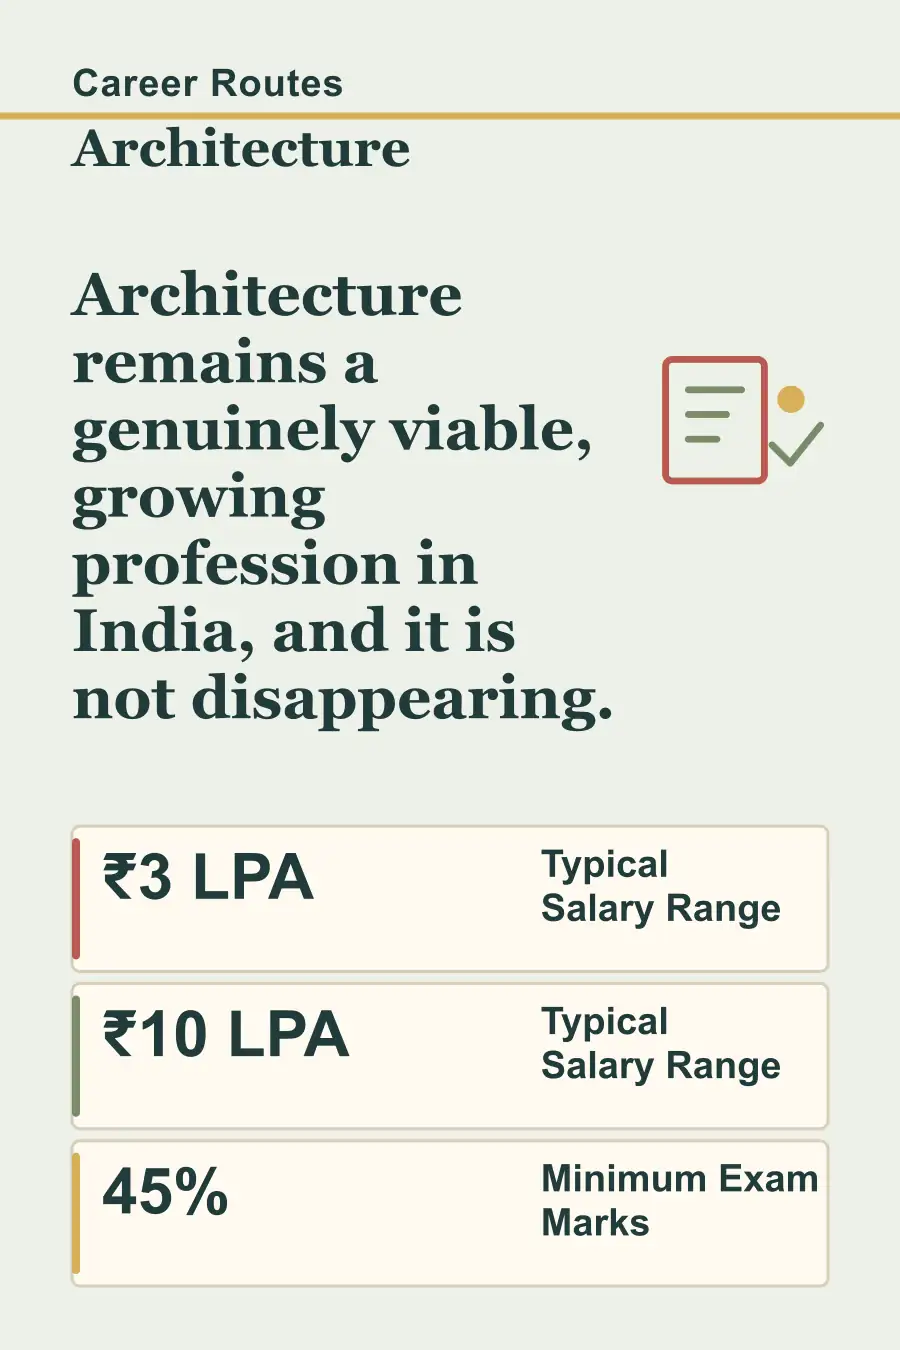 Career Routes
Architecture
Architecture
remains a
genuinely viable,
growing
profession in
India, and it is
not disappearing.
₹3 LPA
Typical
Salary Range
₹10 LPA
Typical
Salary Range
45%
Minimum Exam
Marks